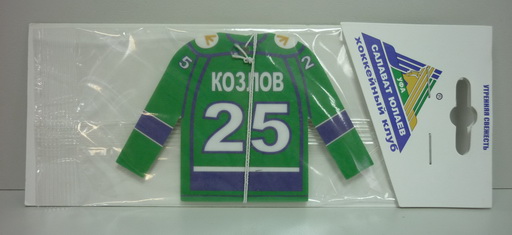 5 2
КОЗЛОВ
25
УФА
САЛАВАТ ЮЛАЕВ
ХОККЕЙНЫЙ КЛУБ
УТРЕННЯЯ СВЕЖЕСТЬ